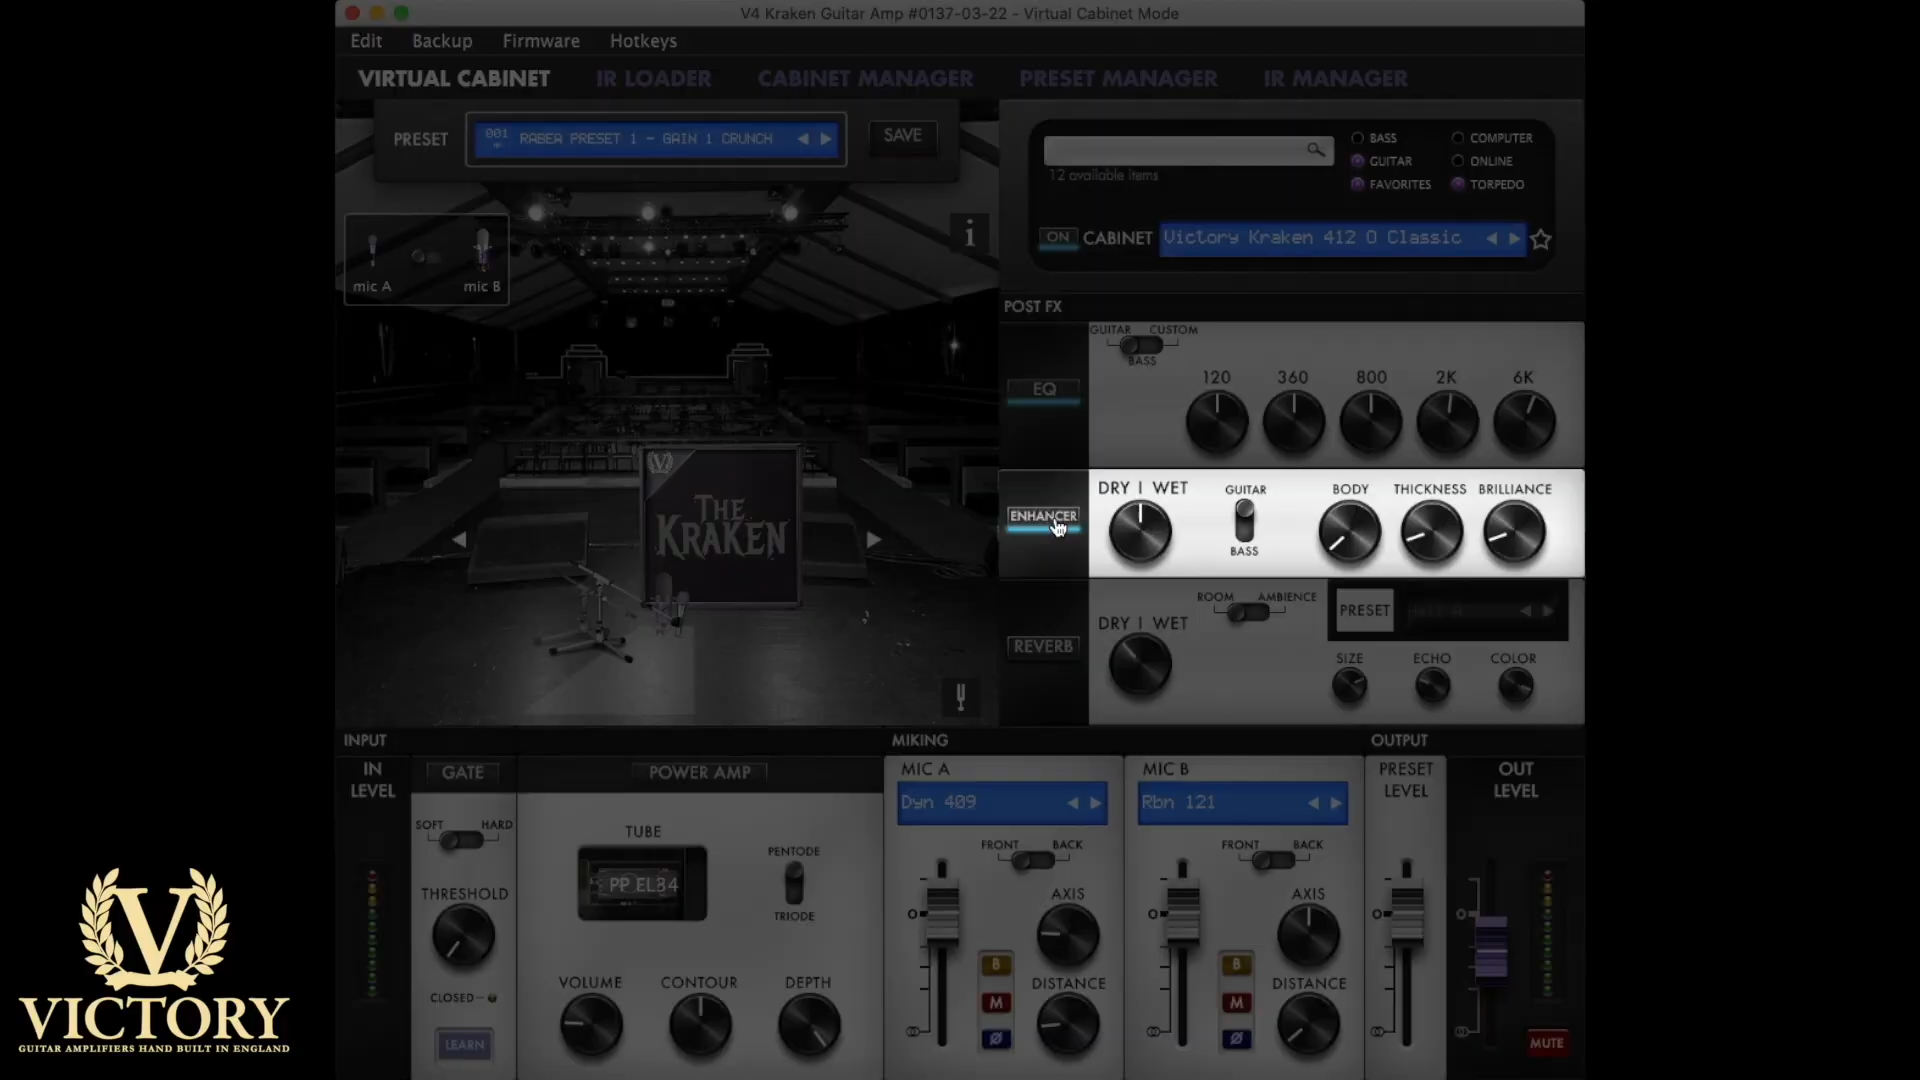 V4 Kraken Guitar Amp #0137-03-22 - Virtual Cabinet Mode
Edit Backup Firmware Hotkeys
VIRTUAL CABINET IR LOADER CABINET MANAGER PRESET MANAGER IR MANAGER
PRESET 001 RABEA PRESET 1 - GAIN 1 CRUNCH SAVE
12 available items
BASS COMPUTER
GUITAR ONLINE
FAVORITES TORPEDO
ON CABINET Victory Kraken 412 O Classic
i
mic A mic B
POST FX
GUITAR CUSTOM
BASS
EQ
120 360 800 2K 6K
V
THE
KRAKEN
ENHANCER
DRY | WET GUITAR BODY THICKNESS BRILLIANCE
BASS
REVERB
DRY | WET
ROOM AMBIENCE
PRESET
SIZE ECHO COLOR
INPUT MIKING OUTPUT
IN
LEVEL
GATE
SOFT HARD
THRESHOLD
CLOSED
LEARN
POWER AMP
TUBE
PP EL34
PENTODE
TRIODE
VOLUME CONTOUR DEPTH
MIC A
Dyn 409
FRONT BACK
AXIS
DISTANCE
0
B
M
Ø
MIC B
Rbn 121
FRONT BACK
AXIS
DISTANCE
0
B
M
Ø
PRESET
LEVEL
0
OUT
LEVEL
0
MUTE
V
VICTORY
GUITAR AMPLIFIERS HAND BUILT IN ENGLAND